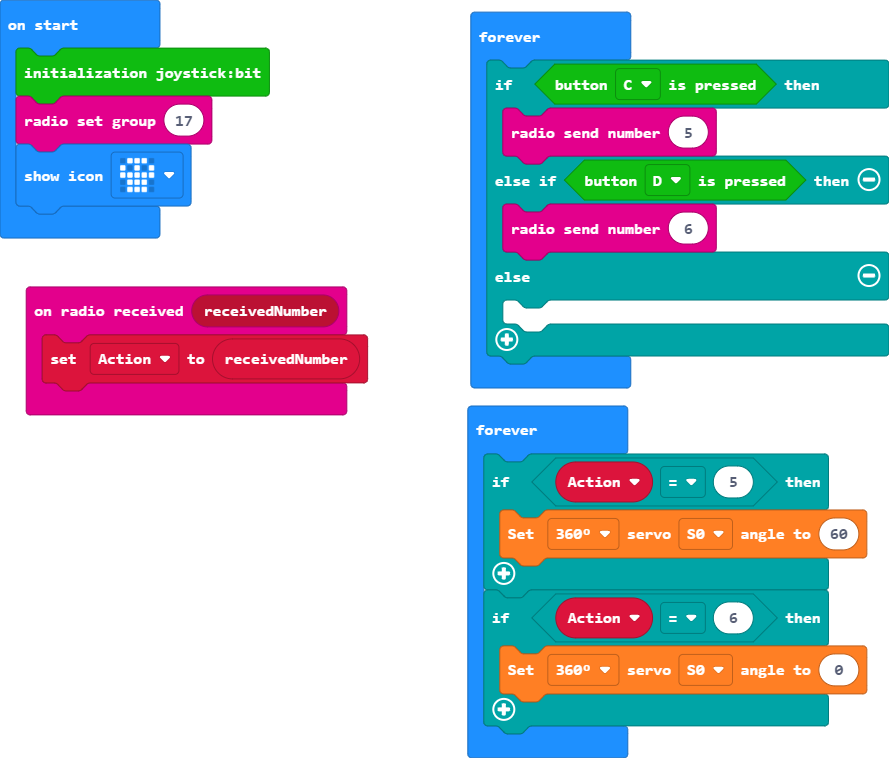 on start
initialization joystick:bit
radio set group 17
show icon
on radio received receivedNumber
set Action to receivedNumber
forever
if button C is pressed then
radio send number 5
else if button D is pressed then
radio send number 6
else
forever
if Action = 5 then
Set 360º servo S0 angle to 60
if Action = 6 then
Set 360º servo S0 angle to 0